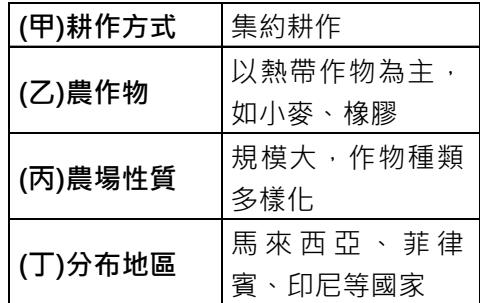 (甲)耕作方式 集約耕作
(乙)農作物 以熱帶作物為主，
如小麥、橡膠
(丙)農場性質 規模大，作物種類
多樣化
(丁)分布地區 馬來西亞、菲律
賓、印尼等國家